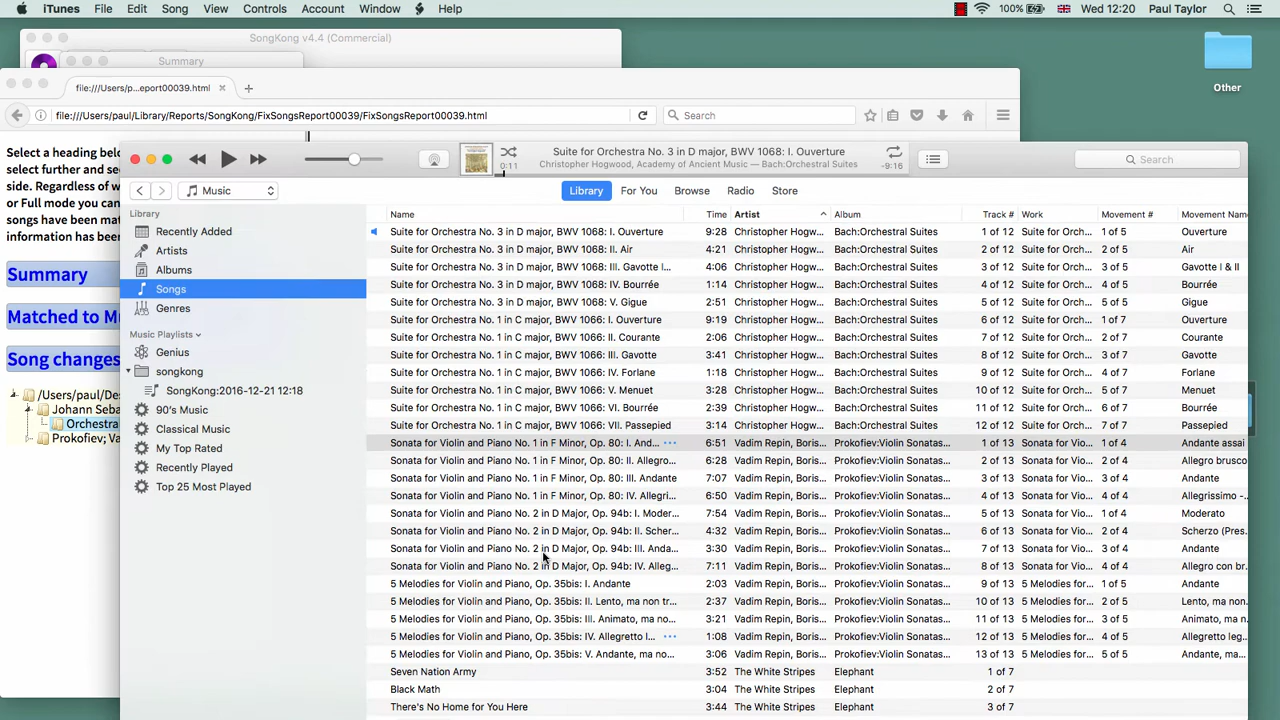 iTunes File Edit Song View Controls Account Window Help 100% Wed 12:20 Paul Taylor
SongKong v4.4 (Commercial)
Summary
Other
file:///Users/p...eport00039.html
file:///Users/paul/Library/Reports/SongKong/FixSongsReport00039/FixSongsReport00039.html Search
Select a heading bel
select further and se
side. Regardless of w
or Full mode you can
songs have been mat
information has been
Summary
Matched to Mu
Song changes
/Users/paul/De
Johann Seba
Orchestra
Prokofiev; Va
0:11 Suite for Orchestra No. 3 in D major, BWV 1068: I. Ouverture
Christopher Hogwood, Academy of Ancient Music — Bach:Orchestral Suites -9:16
Search
Music Library For You Browse Radio Store
Library
Recently Added
Artists
Albums
Songs
Genres
Music Playlists
Genius
songkong
SongKong:2016-12-21 12:18
90's Music
Classical Music
My Top Rated
Recently Played
Top 25 Most Played
Name Time Artist Album Track # Work Movement # Movement Name
Suite for Orchestra No. 3 in D major, BWV 1068: I. Ouverture 9:28 Christopher Hogw... Bach:Orchestral Suites 1 of 12 Suite for Orch... 1 of 5 Ouverture
Suite for Orchestra No. 3 in D major, BWV 1068: II. Air 4:21 Christopher Hogw... Bach:Orchestral Suites 2 of 12 Suite for Orch... 2 of 5 Air
Suite for Orchestra No. 3 in D major, BWV 1068: III. Gavotte I... 4:06 Christopher Hogw... Bach:Orchestral Suites 3 of 12 Suite for Orch... 3 of 5 Gavotte I & II
Suite for Orchestra No. 3 in D major, BWV 1068: IV. Bourrée 1:14 Christopher Hogw... Bach:Orchestral Suites 4 of 12 Suite for Orch... 4 of 5 Bourrée
Suite for Orchestra No. 3 in D major, BWV 1068: V. Gigue 2:51 Christopher Hogw... Bach:Orchestral Suites 5 of 12 Suite for Orch... 5 of 5 Gigue
Suite for Orchestra No. 1 in C major, BWV 1066: I. Ouverture 9:19 Christopher Hogw... Bach:Orchestral Suites 6 of 12 Suite for Orch... 1 of 7 Ouverture
Suite for Orchestra No. 1 in C major, BWV 1066: II. Courante 2:06 Christopher Hogw... Bach:Orchestral Suites 7 of 12 Suite for Orch... 2 of 7 Courante
Suite for Orchestra No. 1 in C major, BWV 1066: III. Gavotte 3:41 Christopher Hogw... Bach:Orchestral Suites 8 of 12 Suite for Orch... 3 of 7 Gavotte
Suite for Orchestra No. 1 in C major, BWV 1066: IV. Forlane 1:18 Christopher Hogw... Bach:Orchestral Suites 9 of 12 Suite for Orch... 4 of 7 Forlane
Suite for Orchestra No. 1 in C major, BWV 1066: V. Menuet 3:28 Christopher Hogw... Bach:Orchestral Suites 10 of 12 Suite for Orch... 5 of 7 Menuet
Suite for Orchestra No. 1 in C major, BWV 1066: VI. Bourrée 2:39 Christopher Hogw... Bach:Orchestral Suites 11 of 12 Suite for Orch... 6 of 7 Bourrée
Suite for Orchestra No. 1 in C major, BWV 1066: VII. Passepied 3:14 Christopher Hogw... Bach:Orchestral Suites 12 of 12 Suite for Orch... 7 of 7 Passepied
Sonata for Violin and Piano No. 1 in F Minor, Op. 80: I. And... 6:51 Vadim Repin, Boris... Prokofiev:Violin Sonatas... 1 of 13 Sonata for Vio... 1 of 4 Andante assai
Sonata for Violin and Piano No. 1 in F Minor, Op. 80: II. Allegro... 6:28 Vadim Repin, Boris... Prokofiev:Violin Sonatas... 2 of 13 Sonata for Vio... 2 of 4 Allegro brusco
Sonata for Violin and Piano No. 1 in F Minor, Op. 80: III. Andante 7:07 Vadim Repin, Boris... Prokofiev:Violin Sonatas... 3 of 13 Sonata for Vio... 3 of 4 Andante
Sonata for Violin and Piano No. 1 in F Minor, Op. 80: IV. Allegri... 6:50 Vadim Repin, Boris... Prokofiev:Violin Sonatas... 4 of 13 Sonata for Vio... 4 of 4 Allegrissimo -...
Sonata for Violin and Piano No. 2 in D Major, Op. 94b: I. Moder... 7:54 Vadim Repin, Boris... Prokofiev:Violin Sonatas... 5 of 13 Sonata for Vio... 1 of 4 Moderato
Sonata for Violin and Piano No. 2 in D Major, Op. 94b: II. Scher... 4:32 Vadim Repin, Boris... Prokofiev:Violin Sonatas... 6 of 13 Sonata for Vio... 2 of 4 Scherzo (Pres...
Sonata for Violin and Piano No. 2 in D Major, Op. 94b: III. Anda... 3:30 Vadim Repin, Boris... Prokofiev:Violin Sonatas... 7 of 13 Sonata for Vio... 3 of 4 Andante
Sonata for Violin and Piano No. 2 in D Major, Op. 94b: IV. Alleg... 7:11 Vadim Repin, Boris... Prokofiev:Violin Sonatas... 8 of 13 Sonata for Vio... 4 of 4 Allegro con br...
5 Melodies for Violin and Piano, Op. 35bis: I. Andante 2:03 Vadim Repin, Boris... Prokofiev:Violin Sonatas... 9 of 13 5 Melodies for... 1 of 5 Andante
5 Melodies for Violin and Piano, Op. 35bis: II. Lento, ma non tr... 2:37 Vadim Repin, Boris... Prokofiev:Violin Sonatas... 10 of 13 5 Melodies for... 2 of 5 Lento, ma non...
5 Melodies for Violin and Piano, Op. 35bis: III. Animato, ma no... 3:21 Vadim Repin, Boris... Prokofiev:Violin Sonatas... 11 of 13 5 Melodies for... 3 of 5 Animato, ma n...
5 Melodies for Violin and Piano, Op. 35bis: IV. Allegretto l... 1:08 Vadim Repin, Boris... Prokofiev:Violin Sonatas... 12 of 13 5 Melodies for... 4 of 5 Allegretto leg...
5 Melodies for Violin and Piano, Op. 35bis: V. Andante, ma no... 3:06 Vadim Repin, Boris... Prokofiev:Violin Sonatas... 13 of 13 5 Melodies for... 5 of 5 Andante, ma...
Seven Nation Army 3:52 The White Stripes Elephant 1 of 7
Black Math 3:04 The White Stripes Elephant 2 of 7
There's No Home for You Here 3:44 The White Stripes Elephant 3 of 7